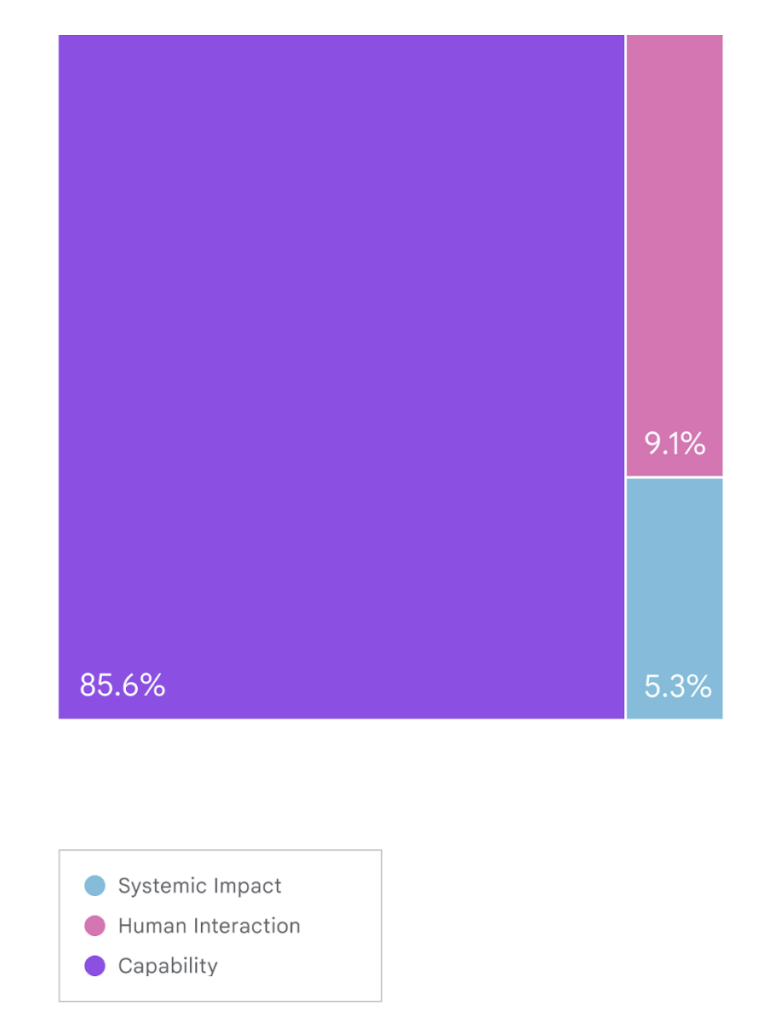 9.1%
85.6%
5.3%
Systemic Impact
Human Interaction
Capability